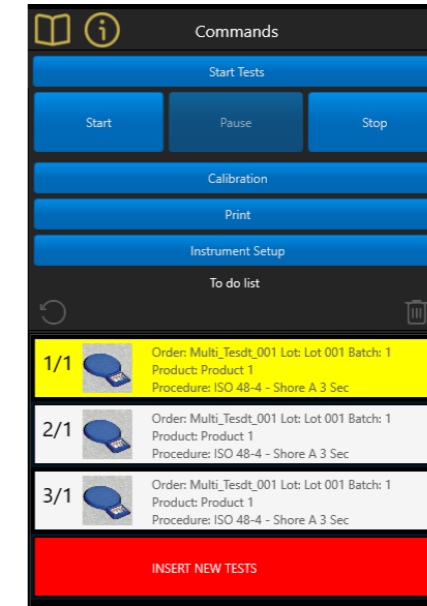 Commands
Start Tests
Start
Pause
Stop
Calibration
Print
Instrument Setup
To do list
1/1
Order: Multi_Tesdt_001 Lot: Lot 001 Batch: 1
Product: Product 1
Procedure: ISO 48-4 - Shore A 3 Sec
2/1
Order: Multi_Tesdt_001 Lot: Lot 001 Batch: 1
Product: Product 1
Procedure: ISO 48-4 - Shore A 3 Sec
3/1
Order: Multi_Tesdt_001 Lot: Lot 001 Batch: 1
Product: Product 1
Procedure: ISO 48-4 - Shore A 3 Sec
INSERT NEW TESTS